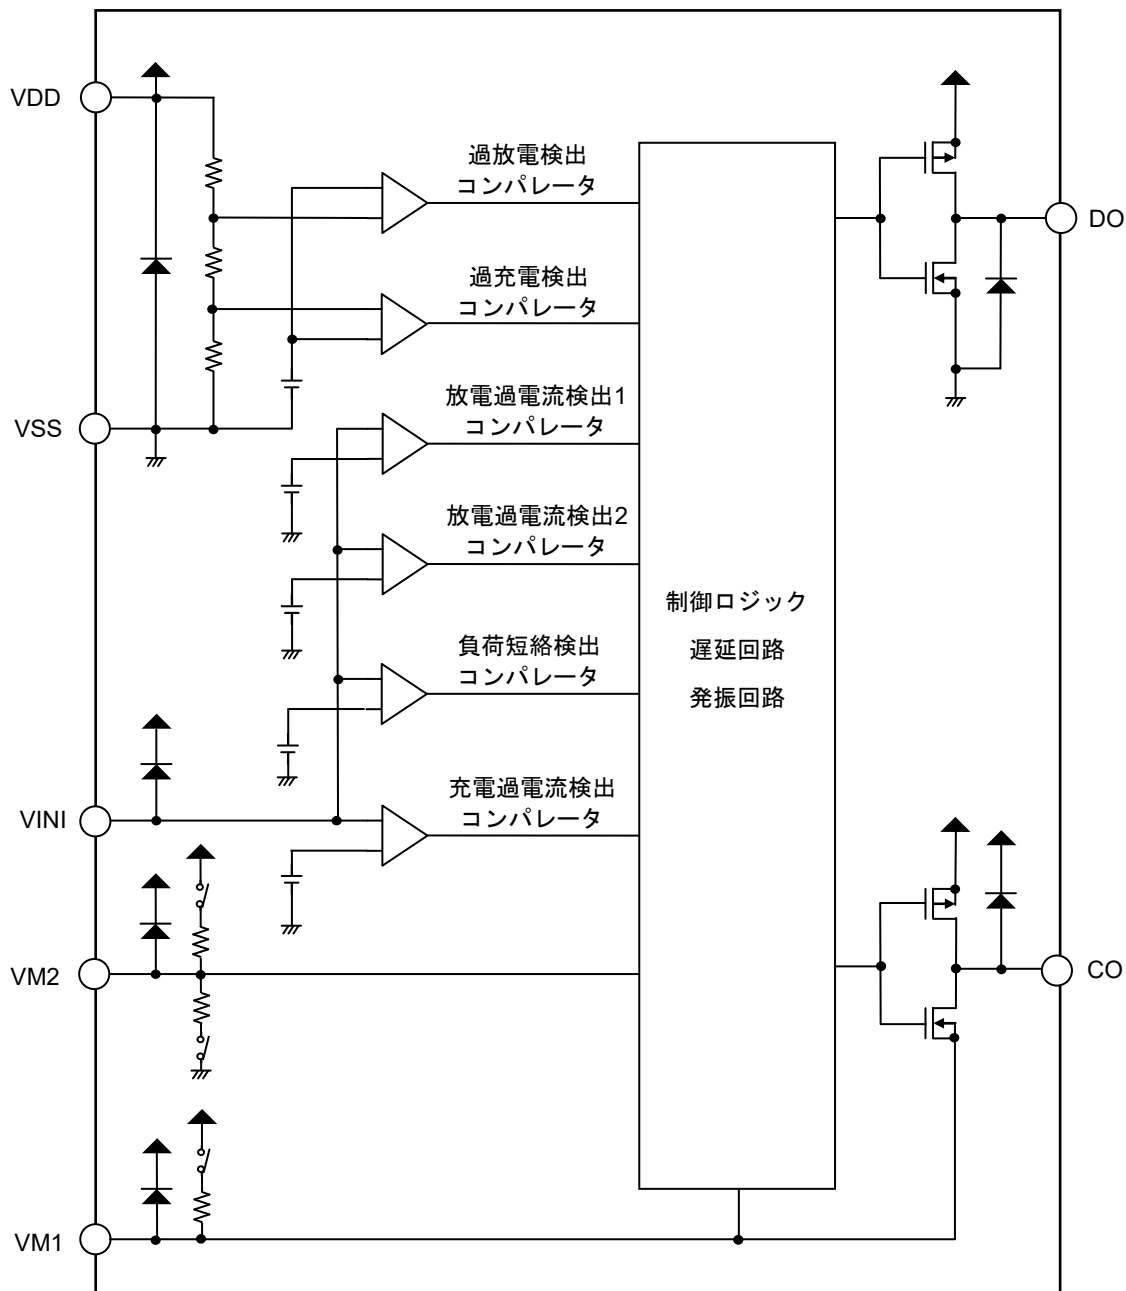 VDD
過放電検出
コンパレータ
DO
過充電検出
コンパレータ
VSS
放電過電流検出1
コンパレータ
放電過電流検出2
コンパレータ
制御ロジック
遅延回路
発振回路
負荷短絡検出
コンパレータ
VINI
充電過電流検出
コンパレータ
VM2
CO
VM1